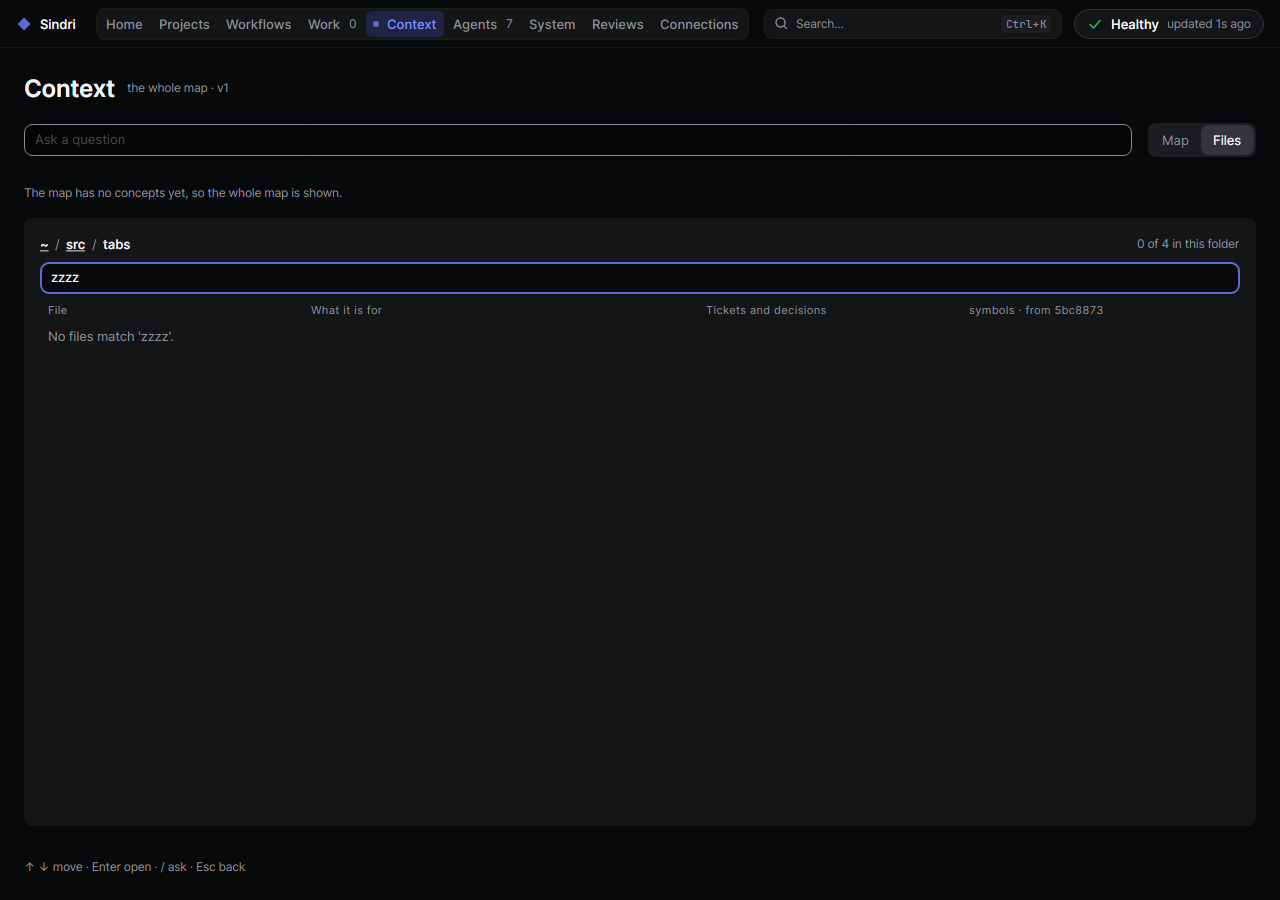 Sindri Home Projects Workflows Work 0 Context Agents 7 System Reviews Connections Search... Ctrl+K Healthy updated 1s ago
Context the whole map · v1
Ask a question Map Files
The map has no concepts yet, so the whole map is shown.
~ / src / tabs 0 of 4 in this folder
zzzz
File What it is for Tickets and decisions symbols · from 5bc8873
No files match 'zzzz'.
↑ ↓ move · Enter open · / ask · Esc back